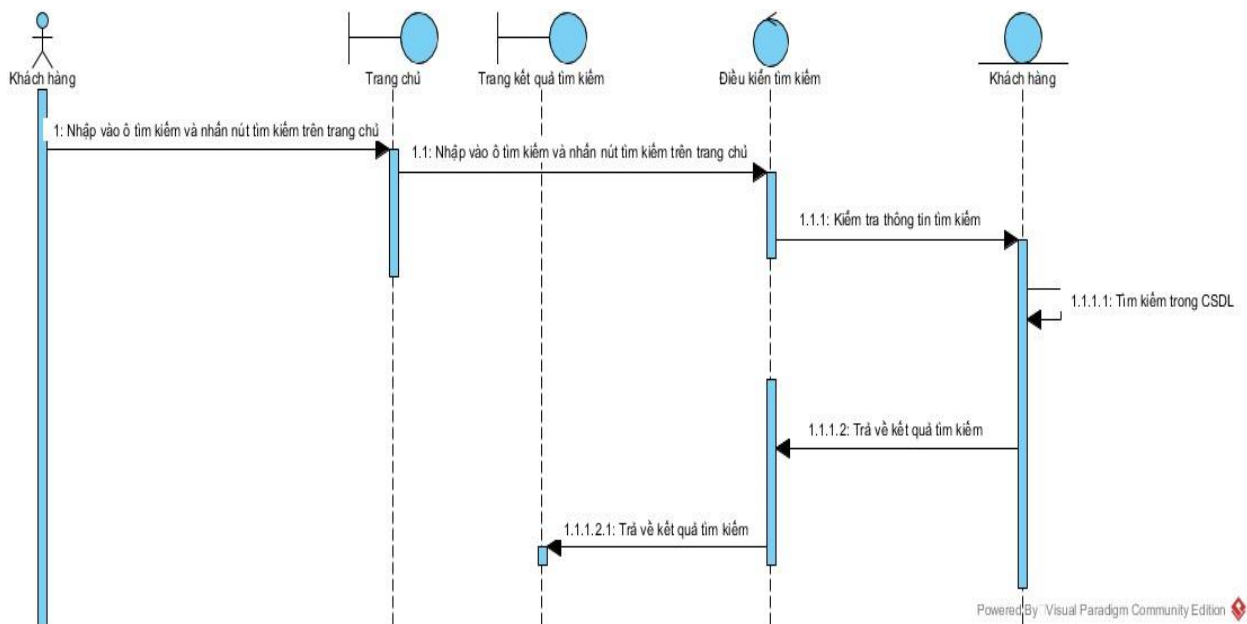 Khách hàng
Trang chủ
Trang kết quả tìm kiếm
Điều kiển tìm kiếm
Khách hàng
1: Nhập vào ô tìm kiếm và nhấn nút tìm kiếm trên trang chủ
1.1: Nhập vào ô tìm kiếm và nhấn nút tìm kiếm trên trang chủ
1.1.1: Kiểm tra thông tin tìm kiếm
1.1.1.1: Tìm kiếm trong CSDL
1.1.1.2: Trả về kết quả tìm kiếm
1.1.1.2.1: Trả về kết quả tìm kiếm
Powered By Visual Paradigm Community Edition